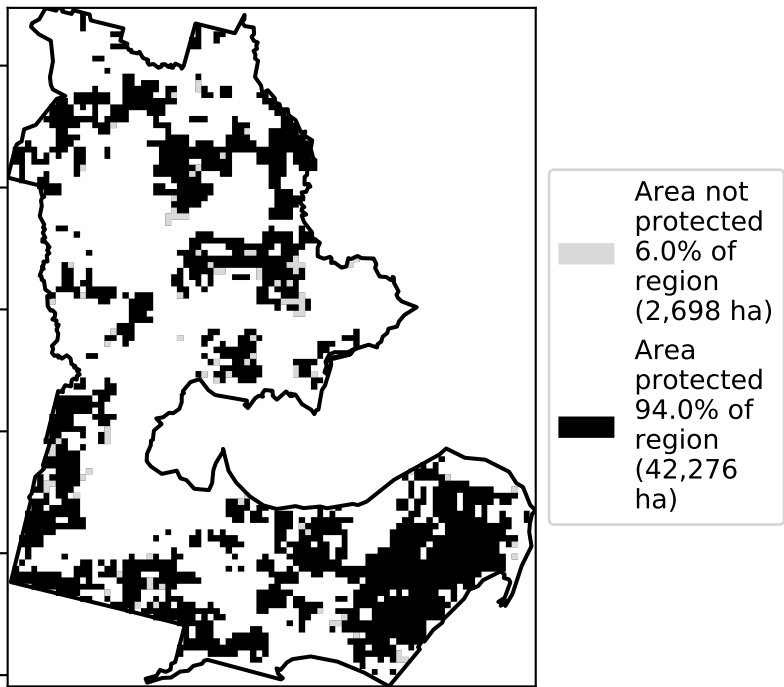 Area not
protected
6.0% of
region
(2,698 ha)
Area
protected
94.0% of
region
(42,276
ha)